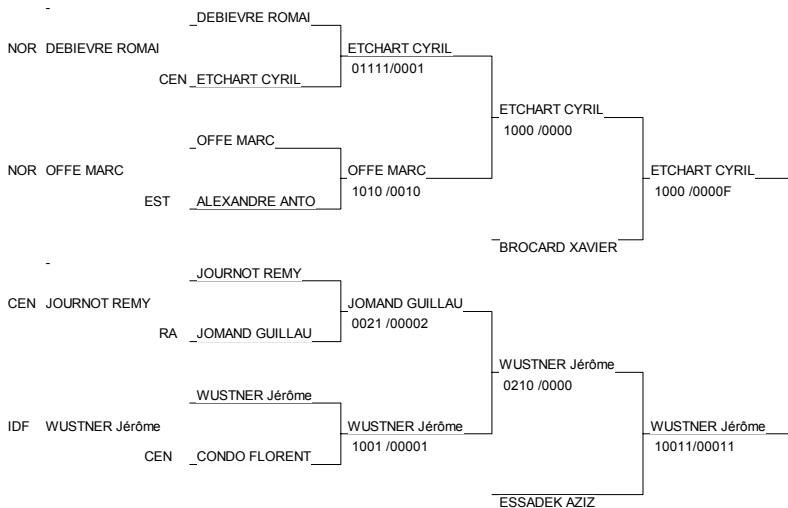 -
DEBIEVRE ROMAI
NOR DEBIEVRE ROMAI
ETCHART CYRIL
01111/0001
CEN ETCHART CYRIL
ETCHART CYRIL
1000 /0000
OFFE MARC
NOR OFFE MARC
OFFE MARC
1010 /0010
ETCHART CYRIL
1000 /0000F
EST ALEXANDRE ANTO
BROCARD XAVIER
-
JOURNOT REMY
CEN JOURNOT REMY
JOMAND GUILLAU
0021 /00002
RA JOMAND GUILLAU
WUSTNER Jérôme
0210 /0000
WUSTNER Jérôme
IDF WUSTNER Jérôme
WUSTNER Jérôme
1001 /00001
WUSTNER Jérôme
10011/00011
CEN CONDO FLORENT
ESSADEK AZIZ